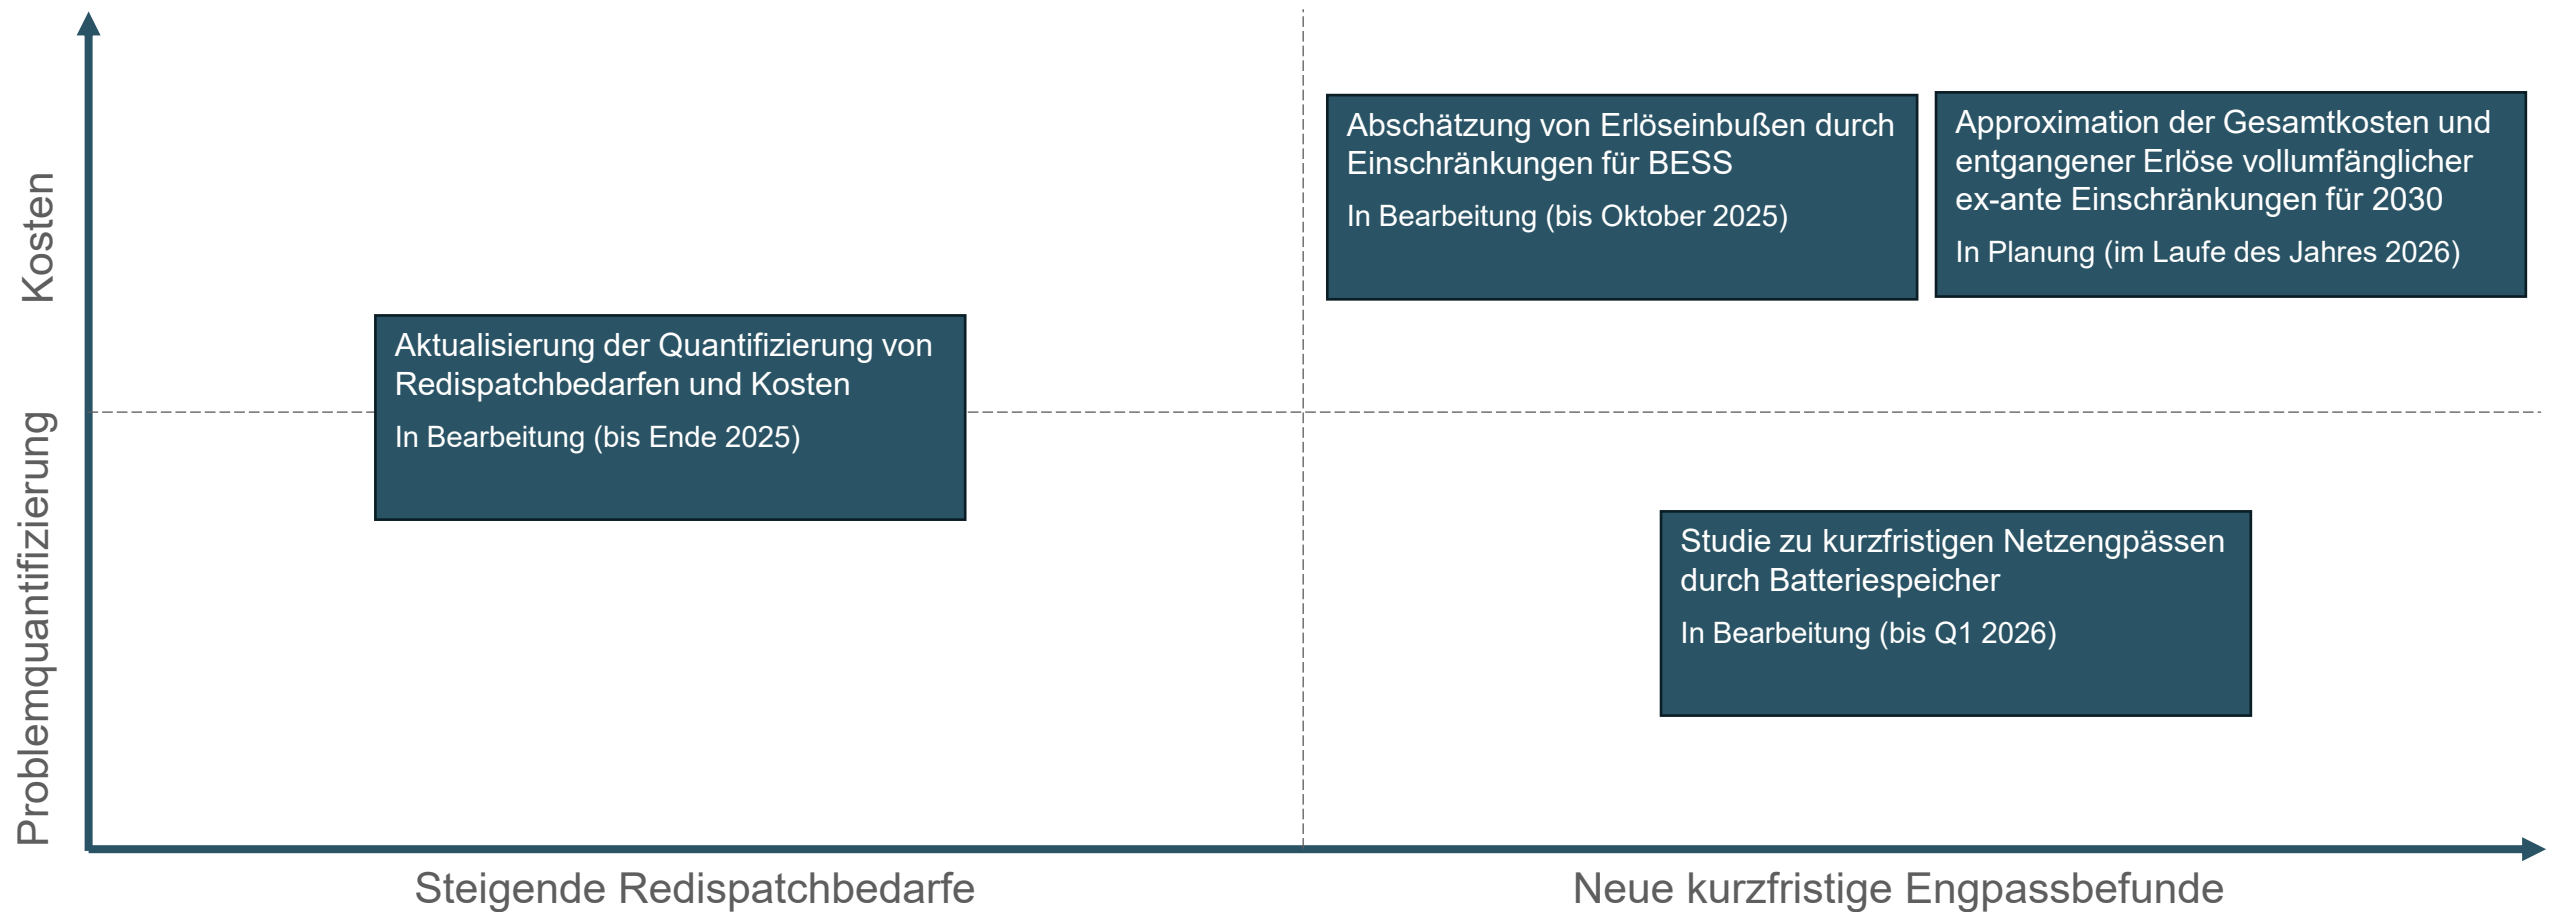 Kosten
Problemquantifizierung
Abschätzung von Erlöseinbußen durch
Einschränkungen für BESS
In Bearbeitung (bis Oktober 2025)
Approximation der Gesamtkosten und
entgangener Erlöse vollumfänglicher
ex-ante Einschränkungen für 2030
In Planung (im Laufe des Jahres 2026)
Aktualisierung der Quantifizierung von
Redispatchbedarfen und Kosten
In Bearbeitung (bis Ende 2025)
Studie zu kurzfristigen Netzengpässen
durch Batteriespeicher
In Bearbeitung (bis Q1 2026)
Steigende Redispatchbedarfe
Neue kurzfristige Engpassbefunde